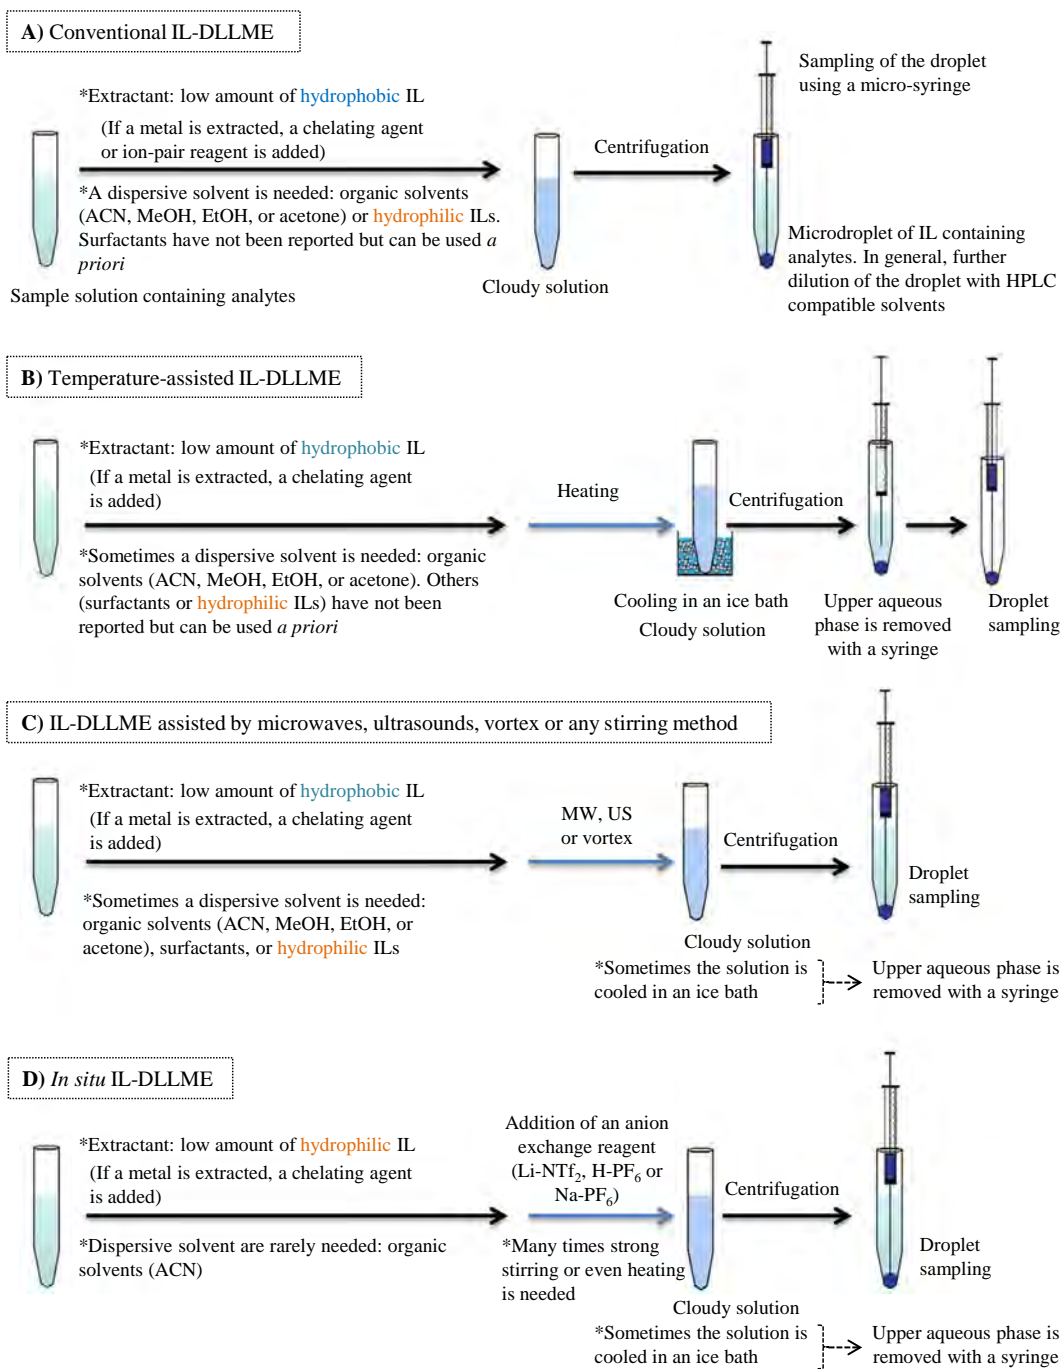 A) Conventional IL-DLLME
*Extractant: low amount of hydrophobic IL
(If a metal is extracted, a chelating agent
or ion-pair reagent is added)
*A dispersive solvent is needed: organic solvents
(ACN, MeOH, EtOH, or acetone) or hydrophilic ILs.
Surfactants have not been reported but can be used a
priori
Sample solution containing analytes
Cloudy solution
Centrifugation
Sampling of the droplet
using a micro-syringe
Microdroplet of IL containing
analytes. In general, further
dilution of the droplet with HPLC
compatible solvents
B) Temperature-assisted IL-DLLME
*Extractant: low amount of hydrophobic IL
(If a metal is extracted, a chelating agent
is added)
*Sometimes a dispersive solvent is needed: organic
solvents (ACN, MeOH, EtOH, or acetone). Others
(surfactants or hydrophilic ILs) have not been
reported but can be used a priori
Heating
Cooling in an ice bath
Cloudy solution
Centrifugation
Upper aqueous
phase is removed
with a syringe
Droplet
sampling
C) IL-DLLME assisted by microwaves, ultrasounds, vortex or any stirring method
*Extractant: low amount of hydrophobic IL
(If a metal is extracted, a chelating agent
is added)
*Sometimes a dispersive solvent is needed:
organic solvents (ACN, MeOH, EtOH, or
acetone), surfactants, or hydrophilic ILs
MW, US
or vortex
Cloudy solution
Centrifugation
Droplet
sampling
*Sometimes the solution is
cooled in an ice bath
Upper aqueous phase is
removed with a syringe
D) In situ IL-DLLME
*Extractant: low amount of hydrophilic IL
(If a metal is extracted, a chelating agent
is added)
*Dispersive solvent are rarely needed: organic
solvents (ACN)
Addition of an anion
exchange reagent
(Li-NTf2, H-PF6 or
Na-PF6)
*Many times strong
stirring or even heating
is needed
Cloudy solution
Centrifugation
Droplet
sampling
*Sometimes the solution is
cooled in an ice bath
Upper aqueous phase is
removed with a syringe